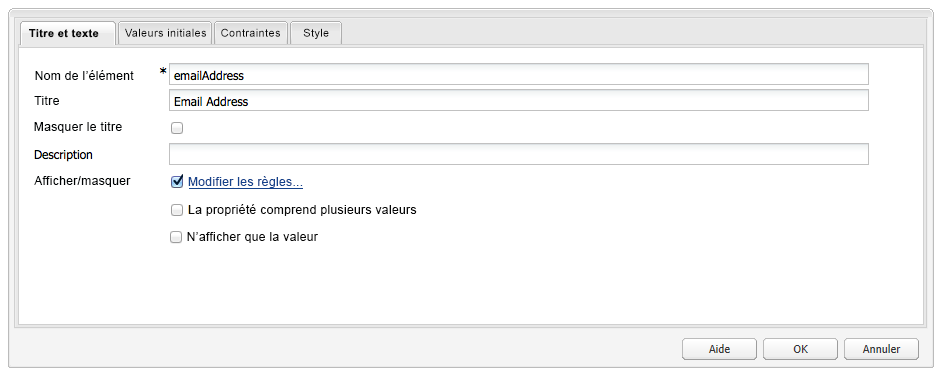 Titre et texte Valeurs initiales Contraintes Style
Nom de l'élément * emailAddress
Titre Email Address
Masquer le titre
Description
Afficher/masquer Modifier les règles...
La propriété comprend plusieurs valeurs
N'afficher que la valeur
Aide OK Annuler